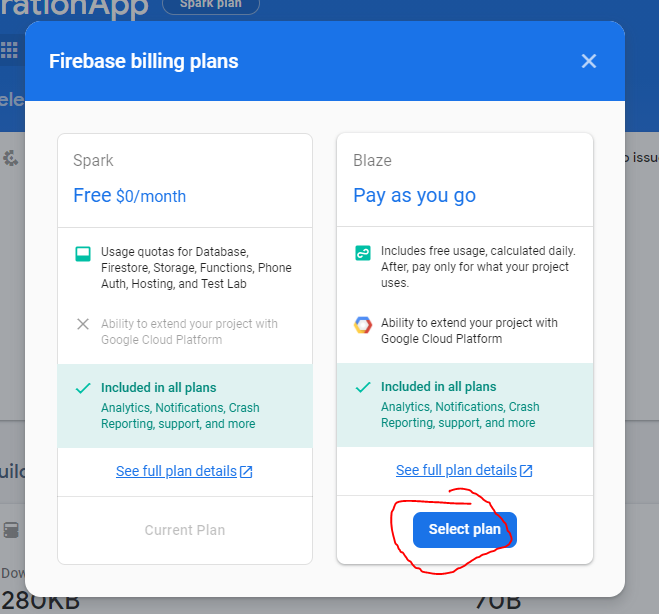 rationApp
Spark plan
Firebase billing plans
Spark
Free $0/month
Usage quotas for Database,
Firestore, Storage, Functions, Phone
Auth, Hosting, and Test Lab
Ability to extend your project with
Google Cloud Platform
Included in all plans
Analytics, Notifications, Crash
Reporting, support, and more
See full plan details
Current Plan
Blaze
Pay as you go
Includes free usage, calculated daily.
After, pay only for what your project
uses.
Ability to extend your project with
Google Cloud Platform
Included in all plans
Analytics, Notifications, Crash
Reporting, support, and more
See full plan details
Select plan
ele
o issu
uild
Dow
280KB
70B